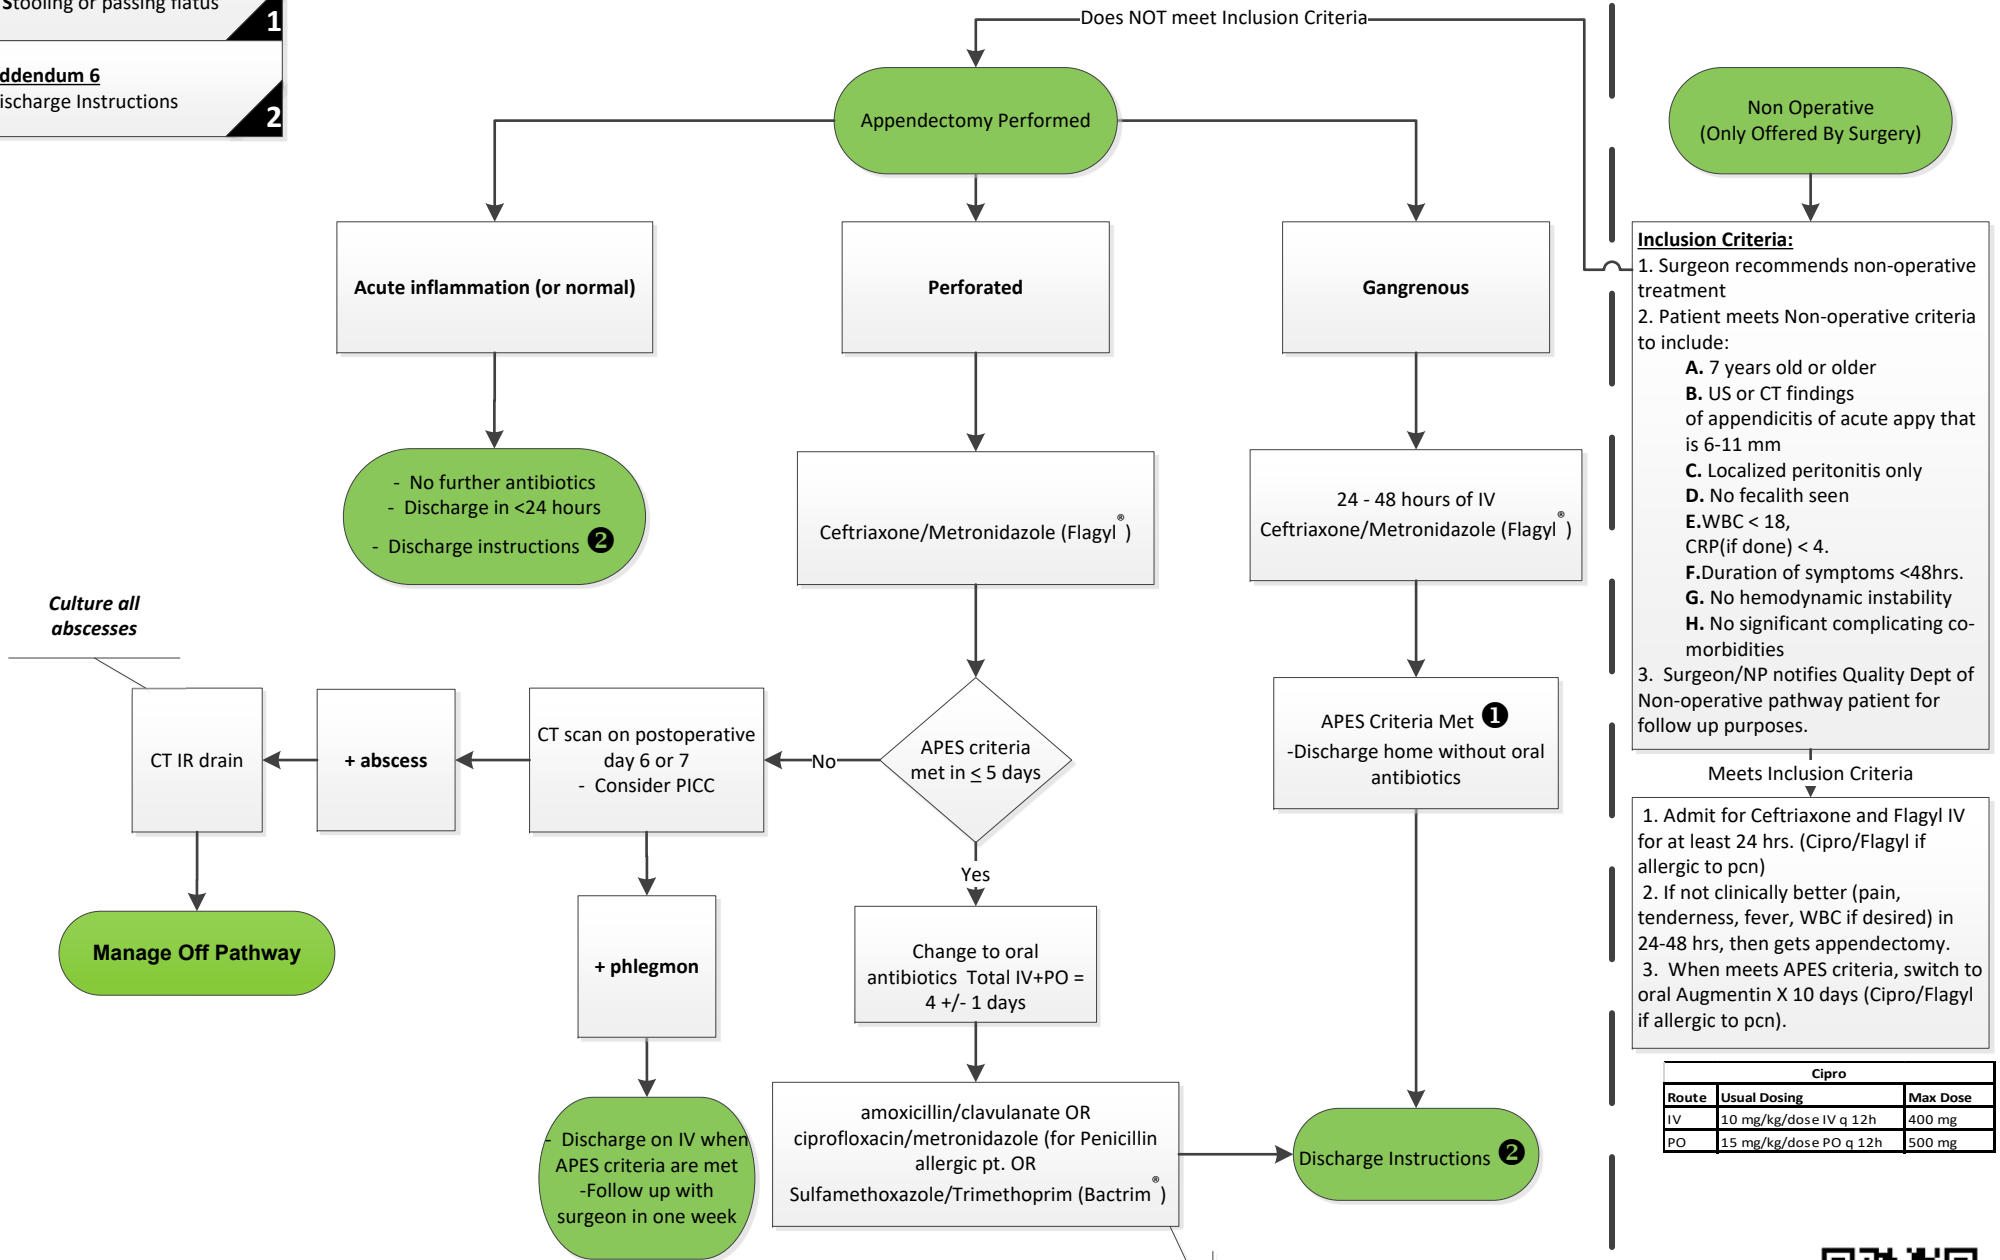 Stooling or passing flatus
1
ddendum 6
ischarge Instructions
2
Does NOT meet Inclusion Criteria
Appendectomy Performed
Acute inflammation (or normal)
Perforated
Gangrenous
- No further antibiotics
- Discharge in <24 hours
- Discharge instructions ❷
Ceftriaxone/Metronidazole (Flagyl®)
24 - 48 hours of IV
Ceftriaxone/Metronidazole (Flagyl®)
Culture all
abscesses
CT IR drain
+ abscess
CT scan on postoperative
day 6 or 7
- Consider PICC
No
APES criteria
met in ≤ 5 days
APES Criteria Met ❶
-Discharge home without oral
antibiotics
Yes
Manage Off Pathway
+ phlegmon
Change to oral
antibiotics Total IV+PO =
4 +/- 1 days
- Discharge on IV when
APES criteria are met
-Follow up with
surgeon in one week
amoxicillin/clavulanate OR
ciprofloxacin/metronidazole (for Penicillin
allergic pt. OR
Sulfamethoxazole/Trimethoprim (Bactrim®)
Discharge Instructions ❷
Non Operative
(Only Offered By Surgery)
Inclusion Criteria:
1. Surgeon recommends non-operative
treatment
2. Patient meets Non-operative criteria
to include:
A. 7 years old or older
B. US or CT findings
of appendicitis of acute appy that
is 6-11 mm
C. Localized peritonitis only
D. No fecalith seen
E.WBC < 18,
CRP(if done) < 4.
F.Duration of symptoms <48hrs.
G. No hemodynamic instability
H. No significant complicating co-
morbidities
3. Surgeon/NP notifies Quality Dept of
Non-operative pathway patient for
follow up purposes.
Meets Inclusion Criteria
1. Admit for Ceftriaxone and Flagyl IV
for at least 24 hrs. (Cipro/Flagyl if
allergic to pcn)
2. If not clinically better (pain,
tenderness, fever, WBC if desired) in
24-48 hrs, then gets appendectomy.
3. When meets APES criteria, switch to
oral Augmentin X 10 days (Cipro/Flagyl
if allergic to pcn).
Cipro
Route Usual Dosing Max Dose
IV 10 mg/kg/dose IV q 12h 400 mg
PO 15 mg/kg/dose PO q 12h 500 mg